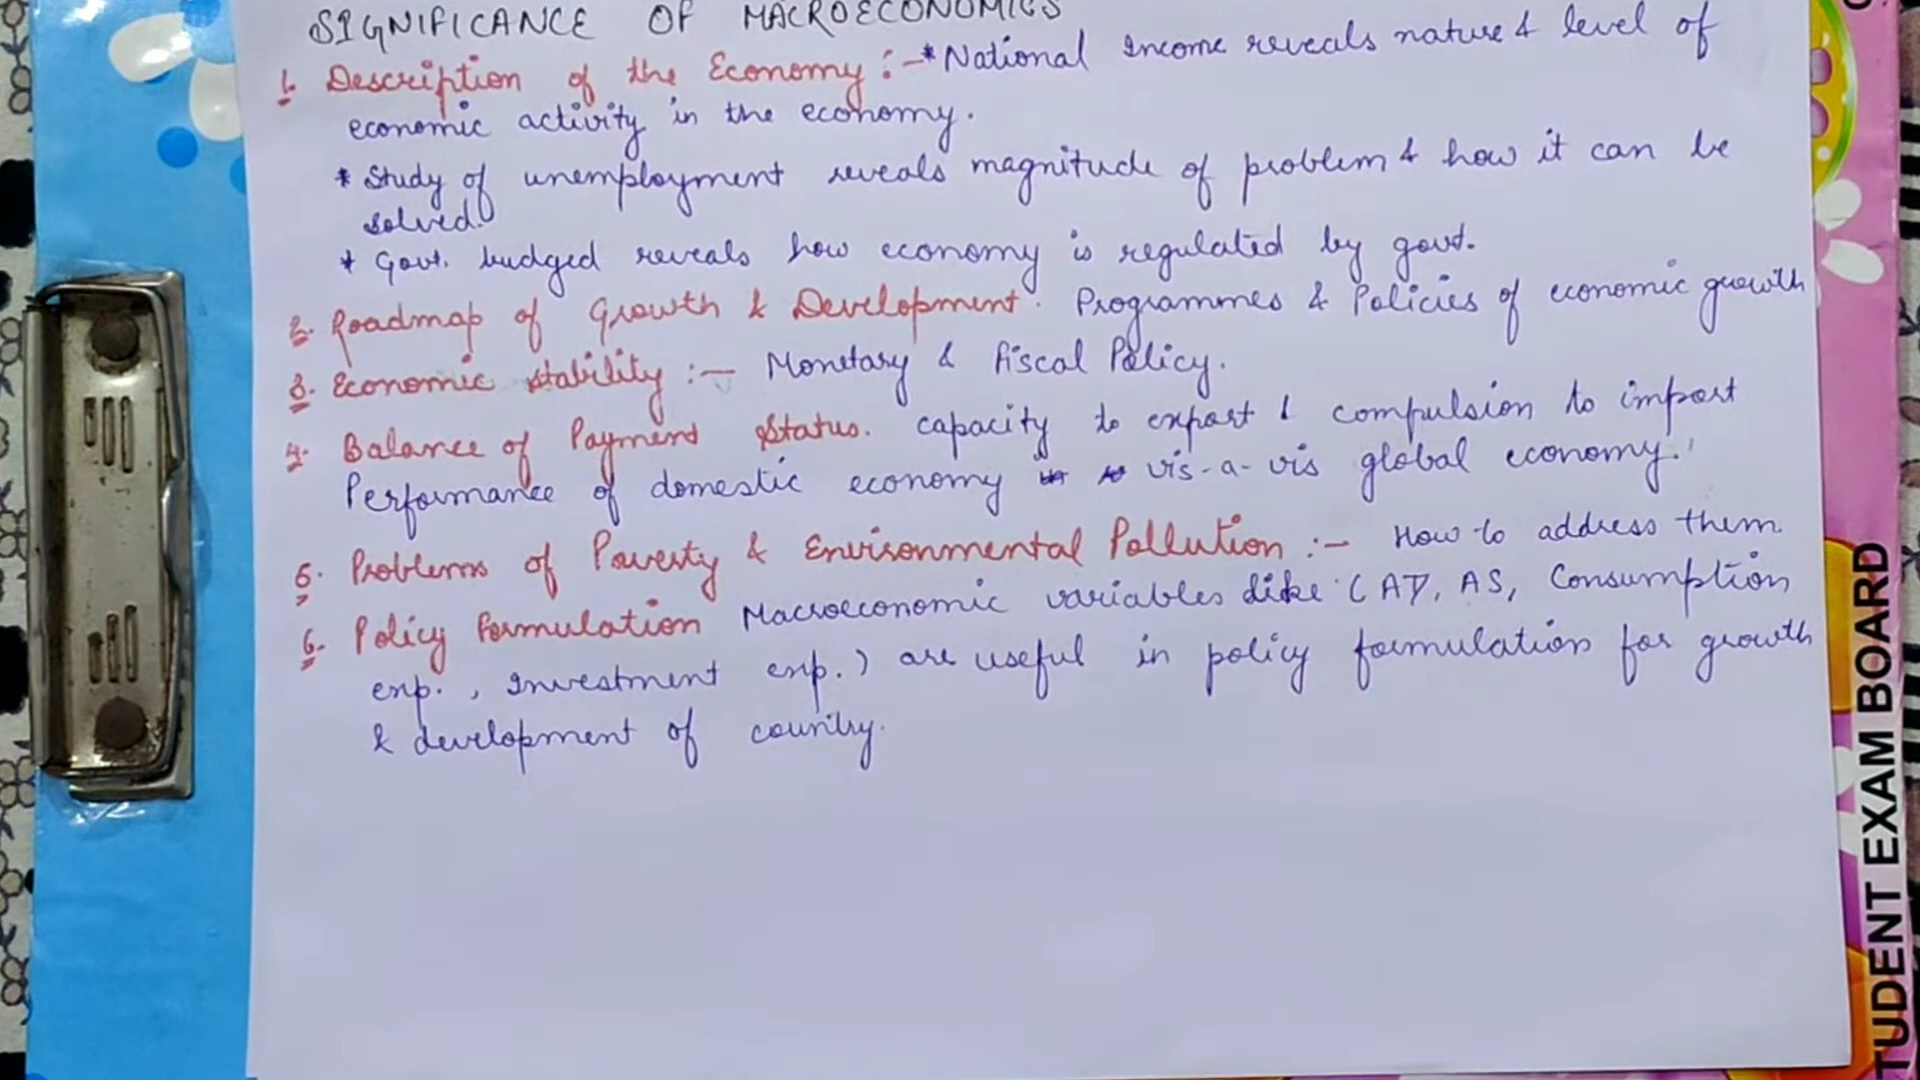 SIGNIFICANCE OF MACROECONOMICS
1. Description of the Economy :- * National Income reveals nature & level of
economic activity in the economy.
* Study of unemployment reveals magnitude of problem & how it can be
solved.
* Govt. budged reveals how economy is regulated by govt.
2. Roadmap of Growth & Development. Programmes & Policies of economic growth
3. Economic stability :- Monetary & Fiscal Policy.
4. Balance of Payment Status. capacity to export & compulsion to import
Performance of domestic economy vis-a-vis global economy.
5. Problems of Poverty & Environmental Pollution :- How to address them
6. Policy Formulation Macroeconomic variables like (AD, AS, Consumption
exp., Investment exp.) are useful in policy formulation for growth
& development of country.
TUDENT EXAM BOARD